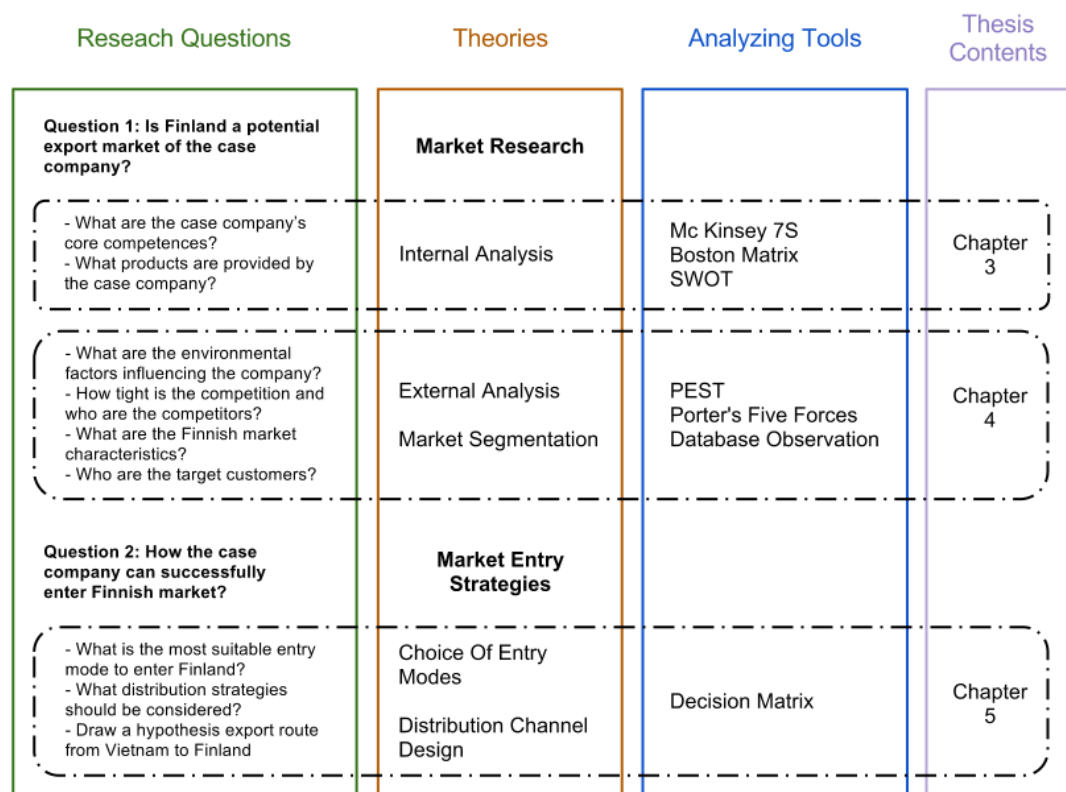 Reseach Questions
Theories
Analyzing Tools
Thesis
Contents
Question 1: Is Finland a potential
export market of the case
company?
Market Research
- What are the case company's
core competences?
- What products are provided by
the case company?
Internal Analysis
Mc Kinsey 7S
Boston Matrix
SWOT
Chapter
3
- What are the environmental
factors influencing the company?
- How tight is the competition and
who are the competitors?
- What are the Finnish market
characteristics?
- Who are the target customers?
External Analysis
Market Segmentation
PEST
Porter's Five Forces
Database Observation
Chapter
4
Question 2: How the case
company can successfully
enter Finnish market?
Market Entry
Strategies
- What is the most suitable entry
mode to enter Finland?
- What distribution strategies
should be considered?
- Draw a hypothesis export route
from Vietnam to Finland
Choice Of Entry
Modes
Distribution Channel
Design
Decision Matrix
Chapter
5